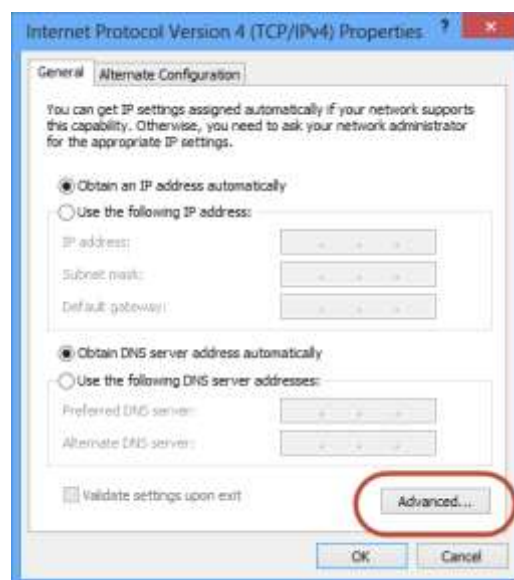 Internet Protocol Version 4 (TCP/IPv4) Properties ? x
General Alternate Configuration
You can get IP settings assigned automatically if your network supports
this capability. Otherwise, you need to ask your network administrator
for the appropriate IP settings.
Obtain an IP address automatically
Use the following IP address:
IP address:
Subnet mask:
Default gateway:
Obtain DNS server address automatically
Use the following DNS server addresses:
Preferred DNS server:
Alternate DNS server:
Validate settings upon exit
Advanced...
OK Cancel